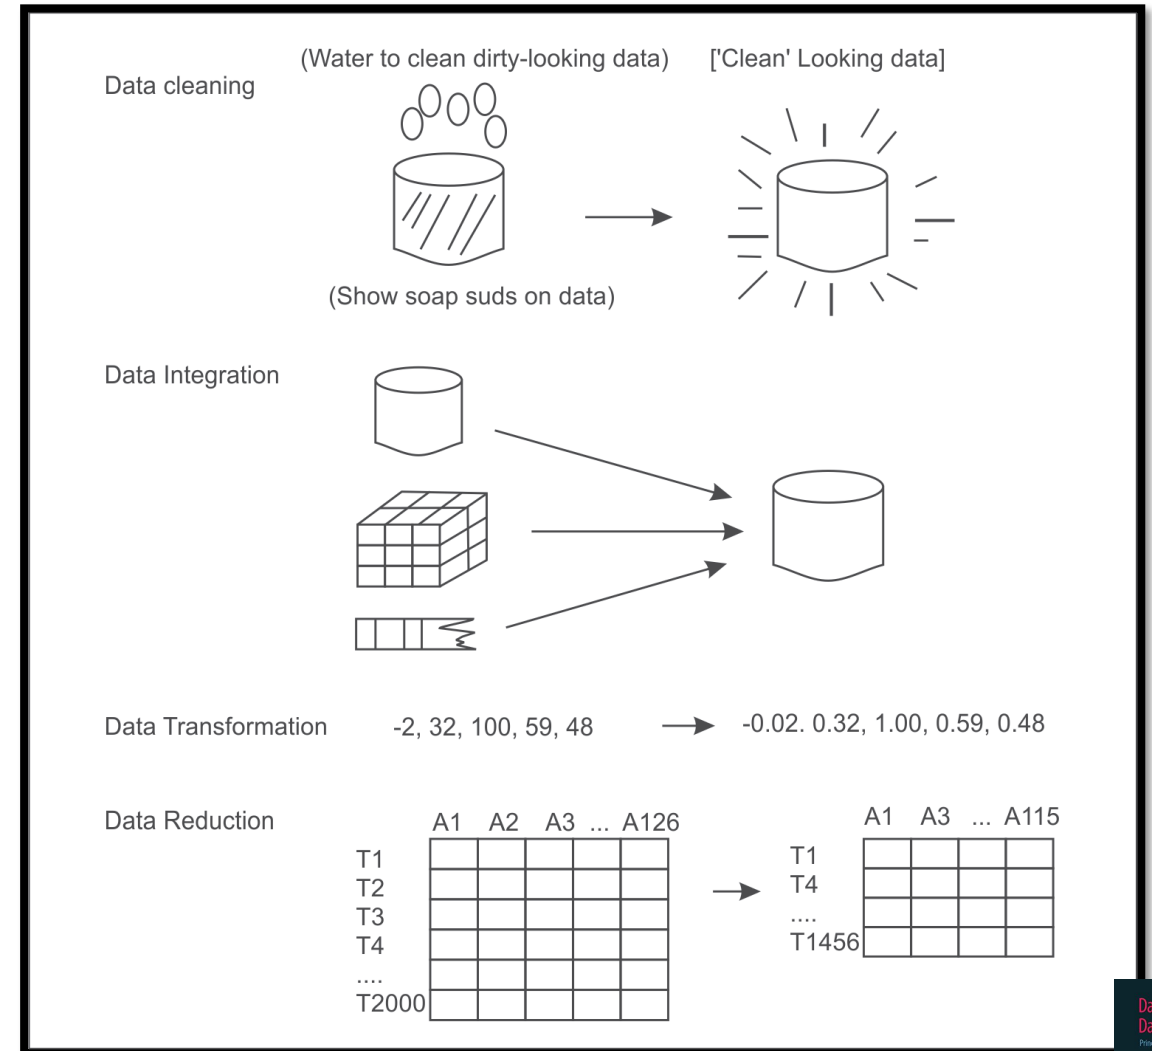 (Water to clean dirty-looking data) ['Clean' Looking data]
Data cleaning
(Show soap suds on data)
Data Integration
Data Transformation -2, 32, 100, 59, 48 -0.02. 0.32, 1.00, 0.59, 0.48
Data Reduction
A1 A2 A3 ... A126
T1
T2
T3
T4
....
T2000
A1 A3 ... A115
T1
T4
....
T1456